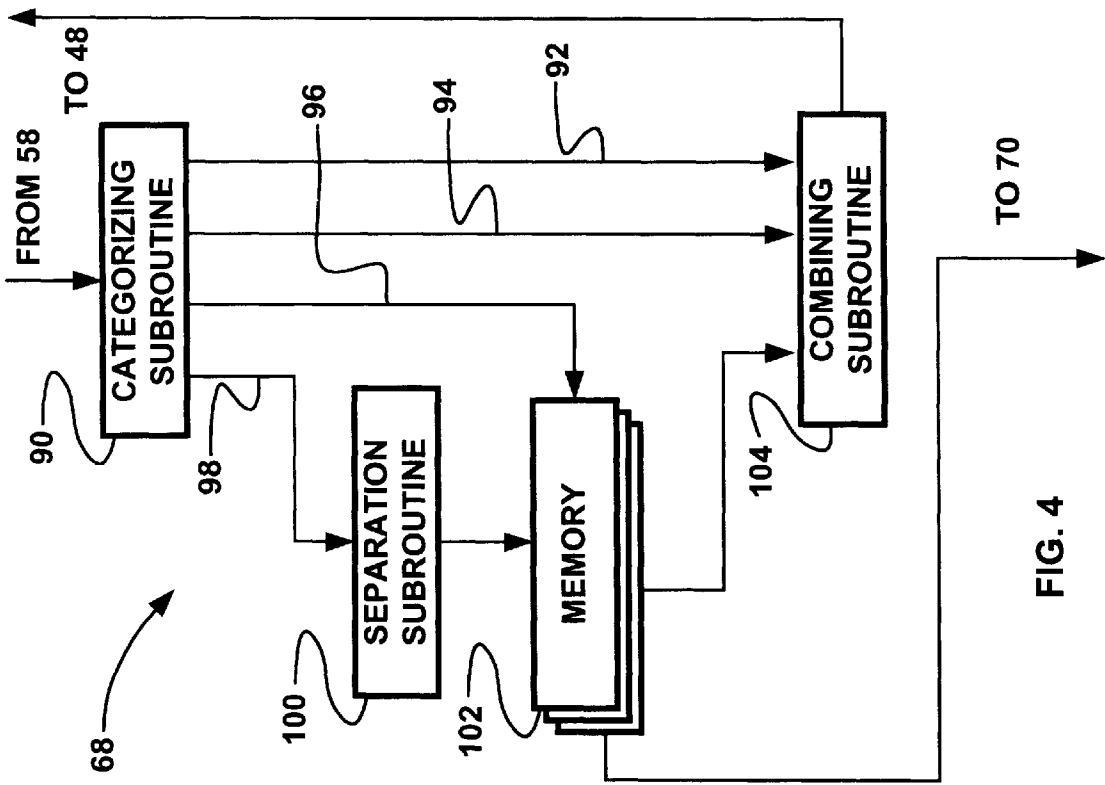 FROM 58
TO 48
90
CATEGORIZING
SUBROUTINE
98
96
94
92
68
100
SEPARATION
SUBROUTINE
102
MEMORY
104
COMBINING
SUBROUTINE
TO 70
FIG. 4